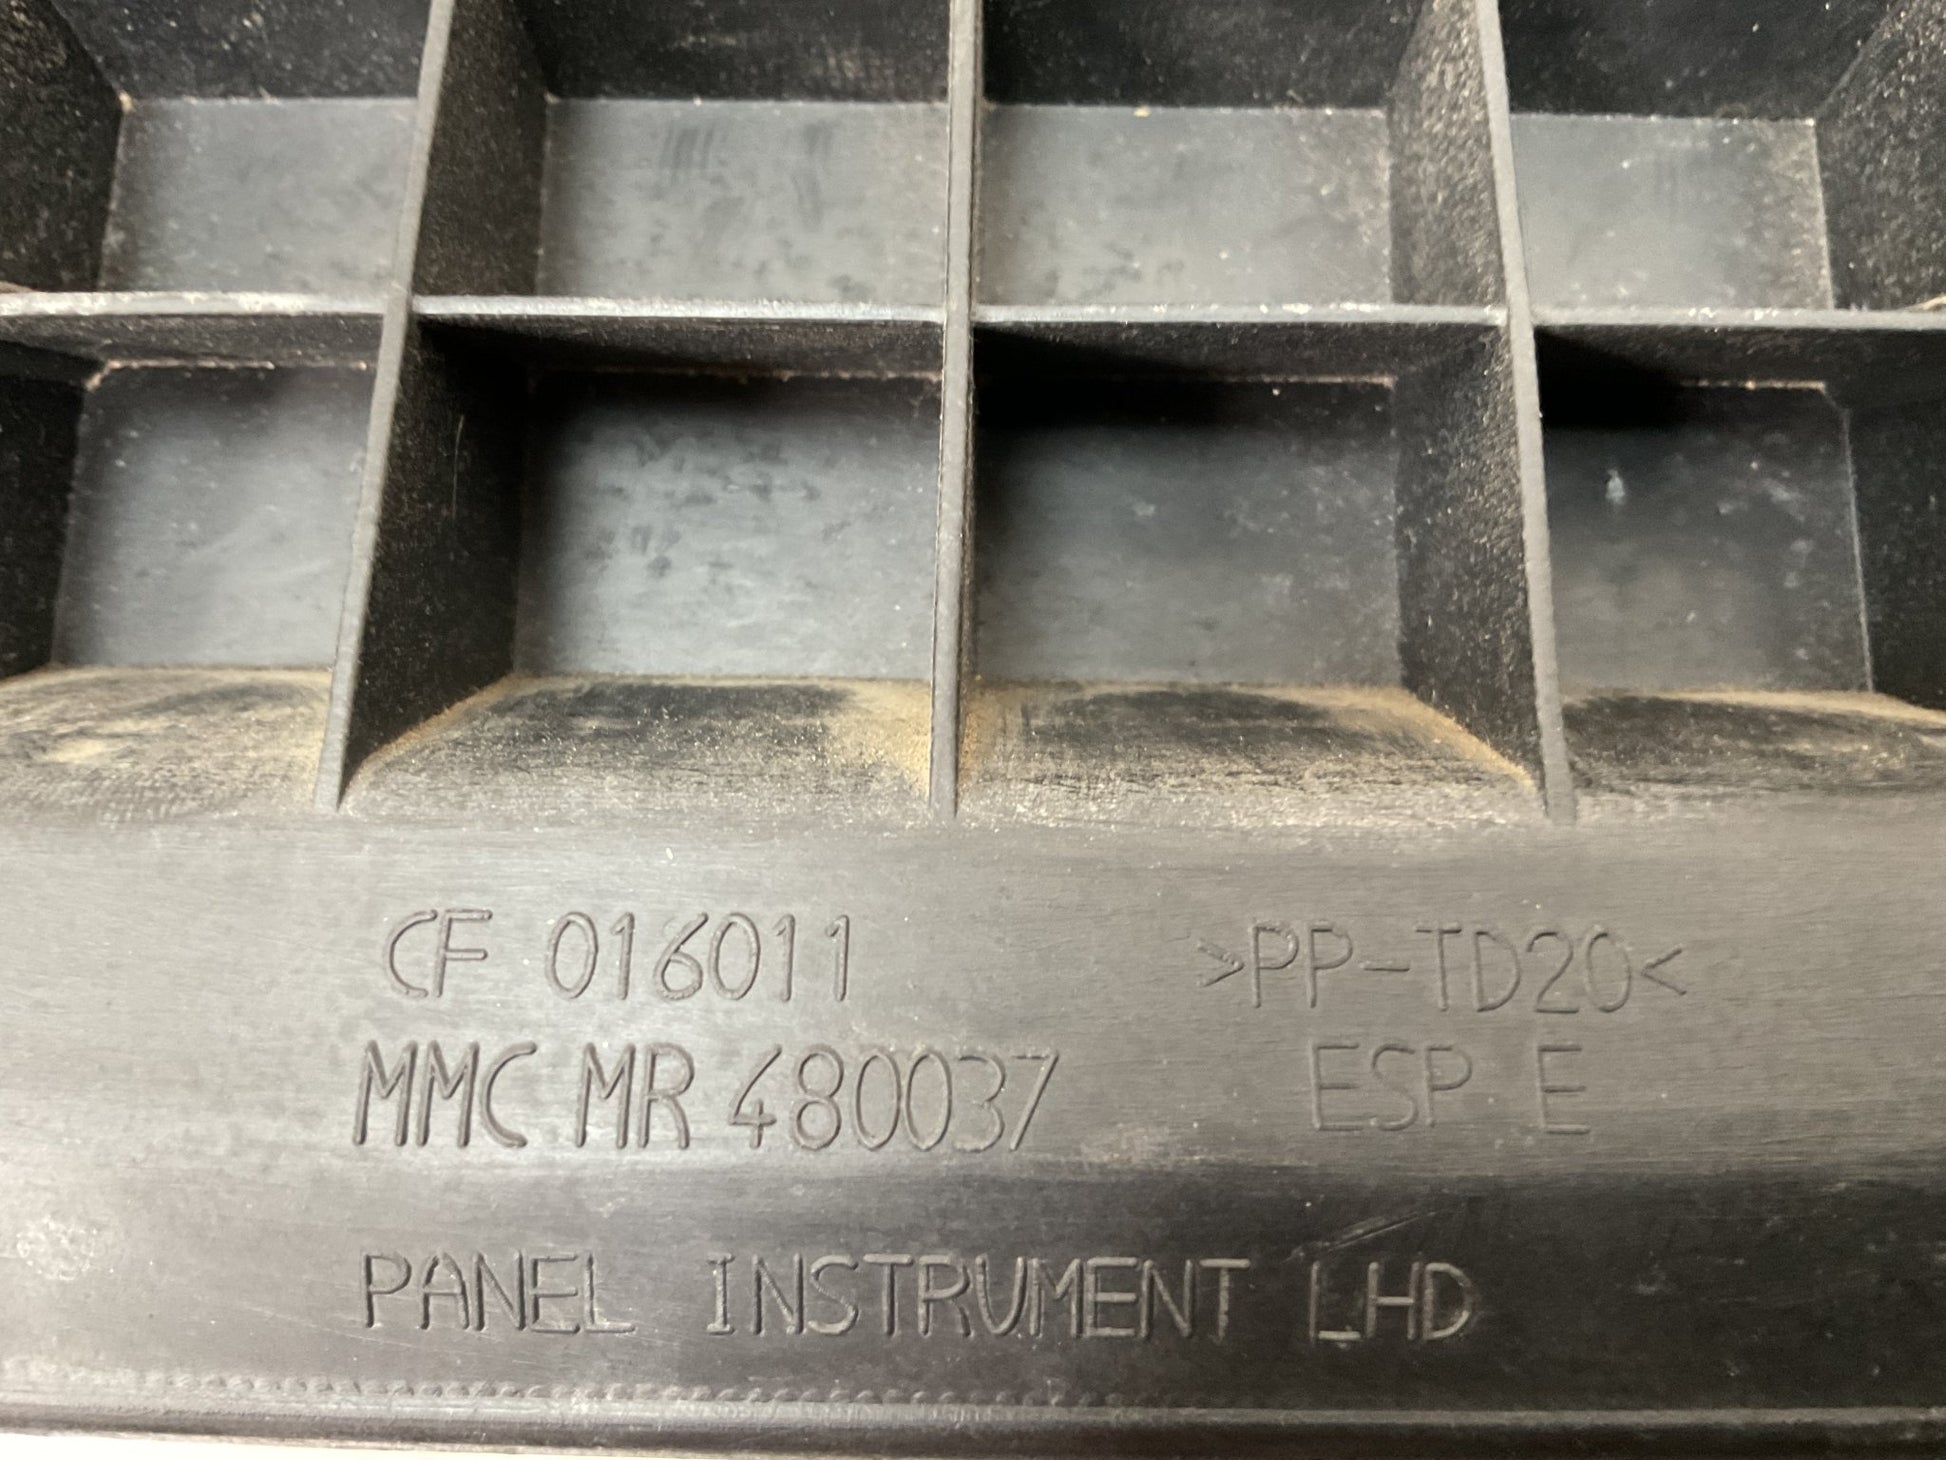 CF 016011 >PP-TD20<
MMC MR 480037 ESP E
PANEL INSTRUMENT LHD